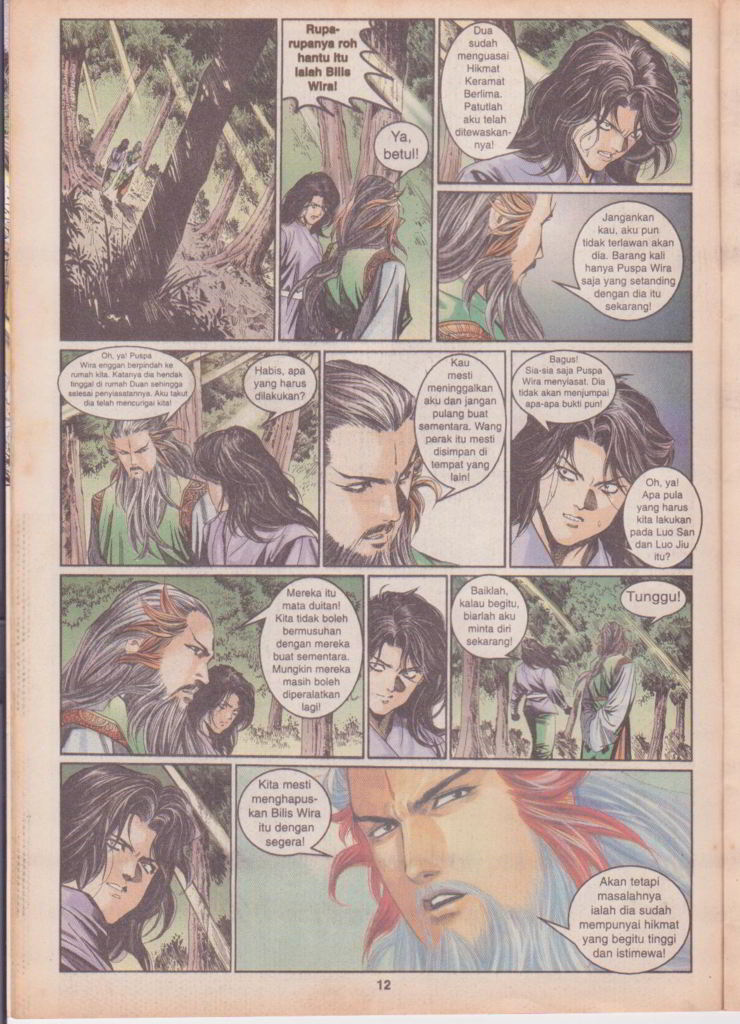 Rupa-
rupanya roh
hantu itu
ialah Bilis
Wira!
Ya,
betul!
Dua
sudah
menguasai
Hikmat
Keramat
Berlima.
Patutlah
aku telah
ditewaskan-
nya!
Jangankan
kau, aku pun
tidak terlawan akan
dia. Barang kali
hanya Puspa Wira
saja yang setanding
dengan dia itu
sekarang!
Oh, ya! Puspa
Wira enggan berpindah ke
rumah kita. Katanya dia hendak
tinggal di rumah Duan sehingga
selesai penyiasatannya. Aku takut
dia telah mencurigai kita!
Habis, apa
yang harus
dilakukan?
Kau
mesti
meninggalkan
aku dan jangan
pulang buat
sementara. Wang
perak itu mesti
disimpan di
tempat yang
lain!
Bagus!
Sia-sia saja Puspa
Wira menyiasat. Dia
tidak akan menjumpai
apa-apa bukti pun!
Oh, ya!
Apa pula
yang harus
kita lakukan
pada Luo San
dan Luo Jiu
itu?
Mereka itu
mata duitan!
Kita tidak boleh
bermusuhan
dengan mereka
buat sementara.
Mungkin mereka
masih boleh
diperalatkan
lagi!
Baiklah,
kalau begitu,
biarlah aku
minta diri
sekarang!
Tunggu!
Kita mesti
menghapus-
kan Bilis Wira
itu dengan
segera!
Akan tetapi
masalahnya
ialah dia sudah
mempunyai hikmat
yang begitu tinggi
dan istimewa!
12